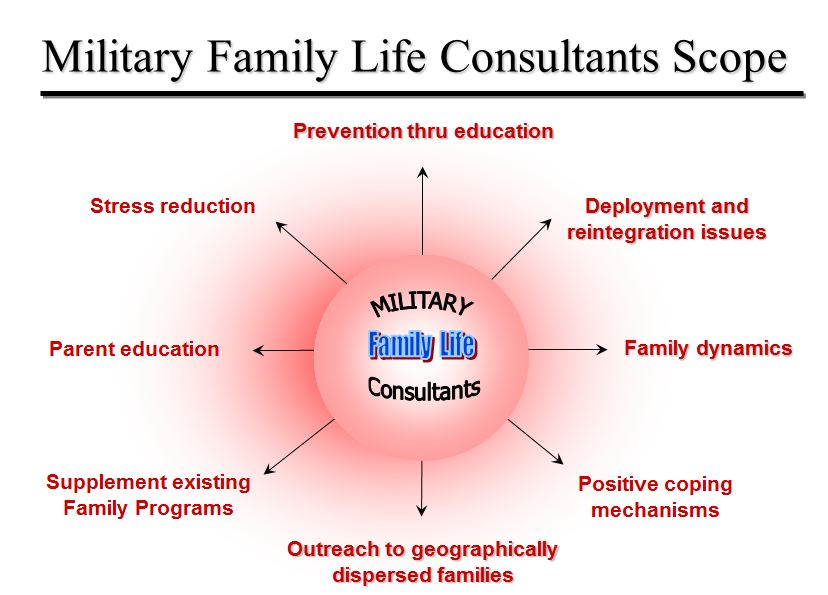 Military Family Life Consultants Scope
Prevention thru education
Stress reduction
Deployment and
reintegration issues
MILITARY
Family Life
Consultants
Parent education
Family dynamics
Supplement existing
Family Programs
Positive coping
mechanisms
Outreach to geographically
dispersed families